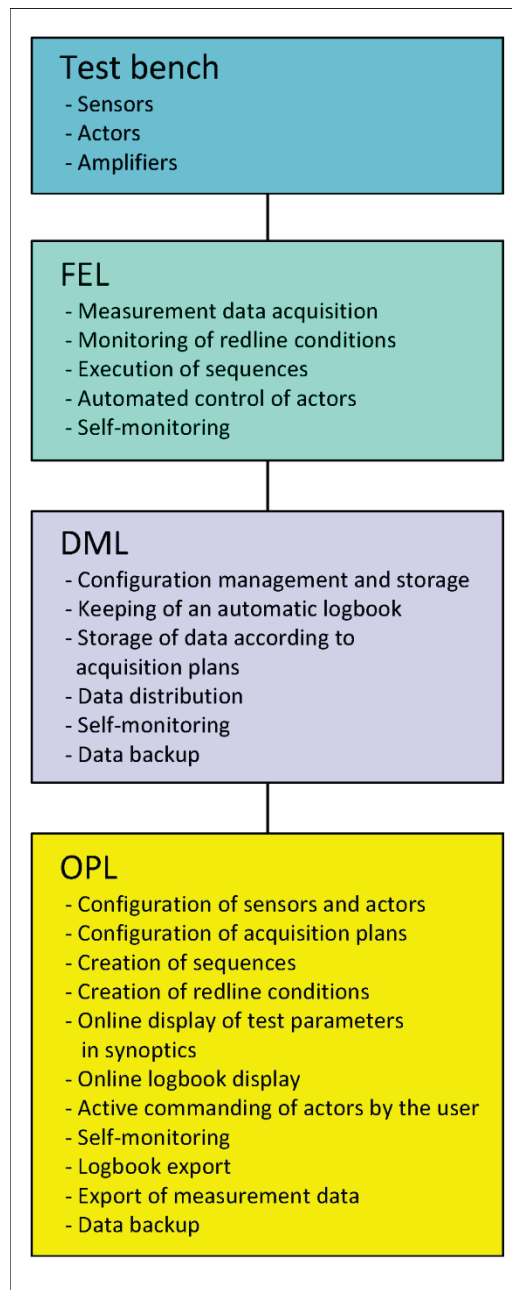 Test bench
- Sensors
- Actors
- Amplifiers
FEL
- Measurement data acquisition
- Monitoring of redline conditions
- Execution of sequences
- Automated control of actors
- Self-monitoring
DML
- Configuration management and storage
- Keeping of an automatic logbook
- Storage of data according to
acquisition plans
- Data distribution
- Self-monitoring
- Data backup
OPL
- Configuration of sensors and actors
- Configuration of acquisition plans
- Creation of sequences
- Creation of redline conditions
- Online display of test parameters
in synoptics
- Online logbook display
- Active commanding of actors by the user
- Self-monitoring
- Logbook export
- Export of measurement data
- Data backup